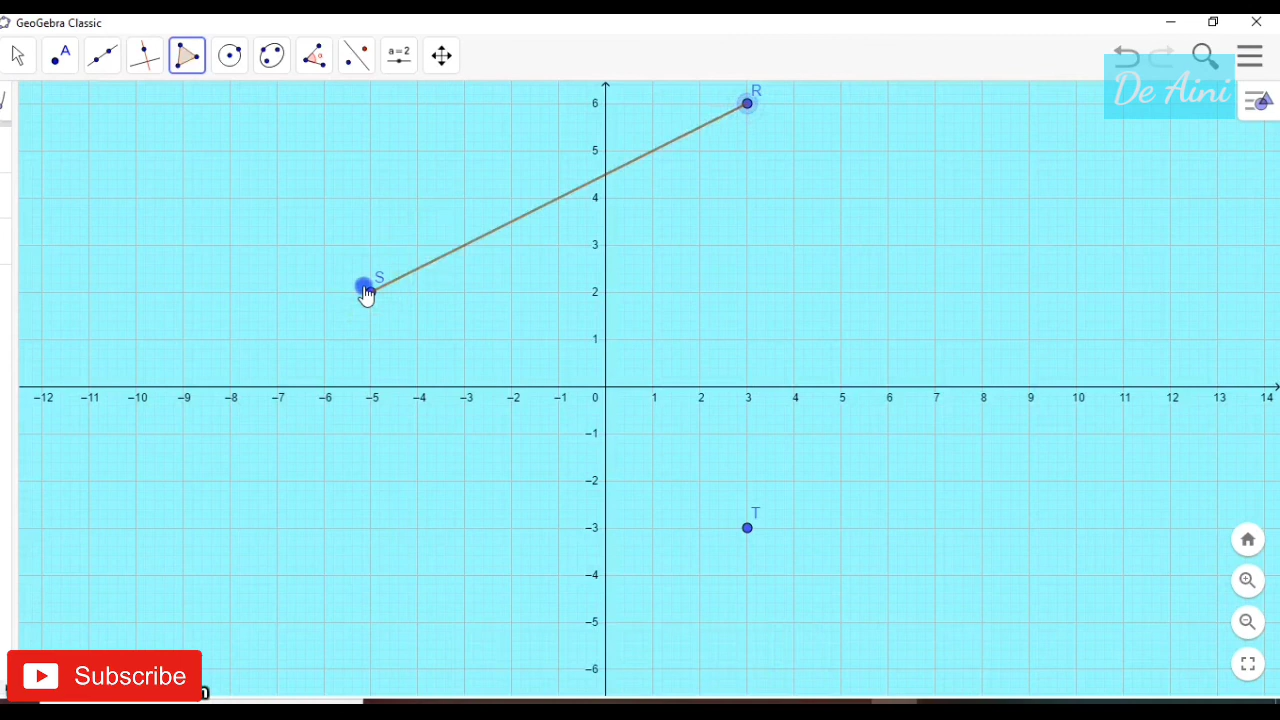 GeoGebra Classic
A
α
a=2
De Aini
R
6
5
4
S
3
2
1
−12 −11 −10 −9 −8 −7 −6 −5 −4 −3 −2 −1 0 1 2 3 4 5 6 7 8 9 10 11 12 13 14
−1
−2
T
−3
−4
−5
−6
Subscribe
n